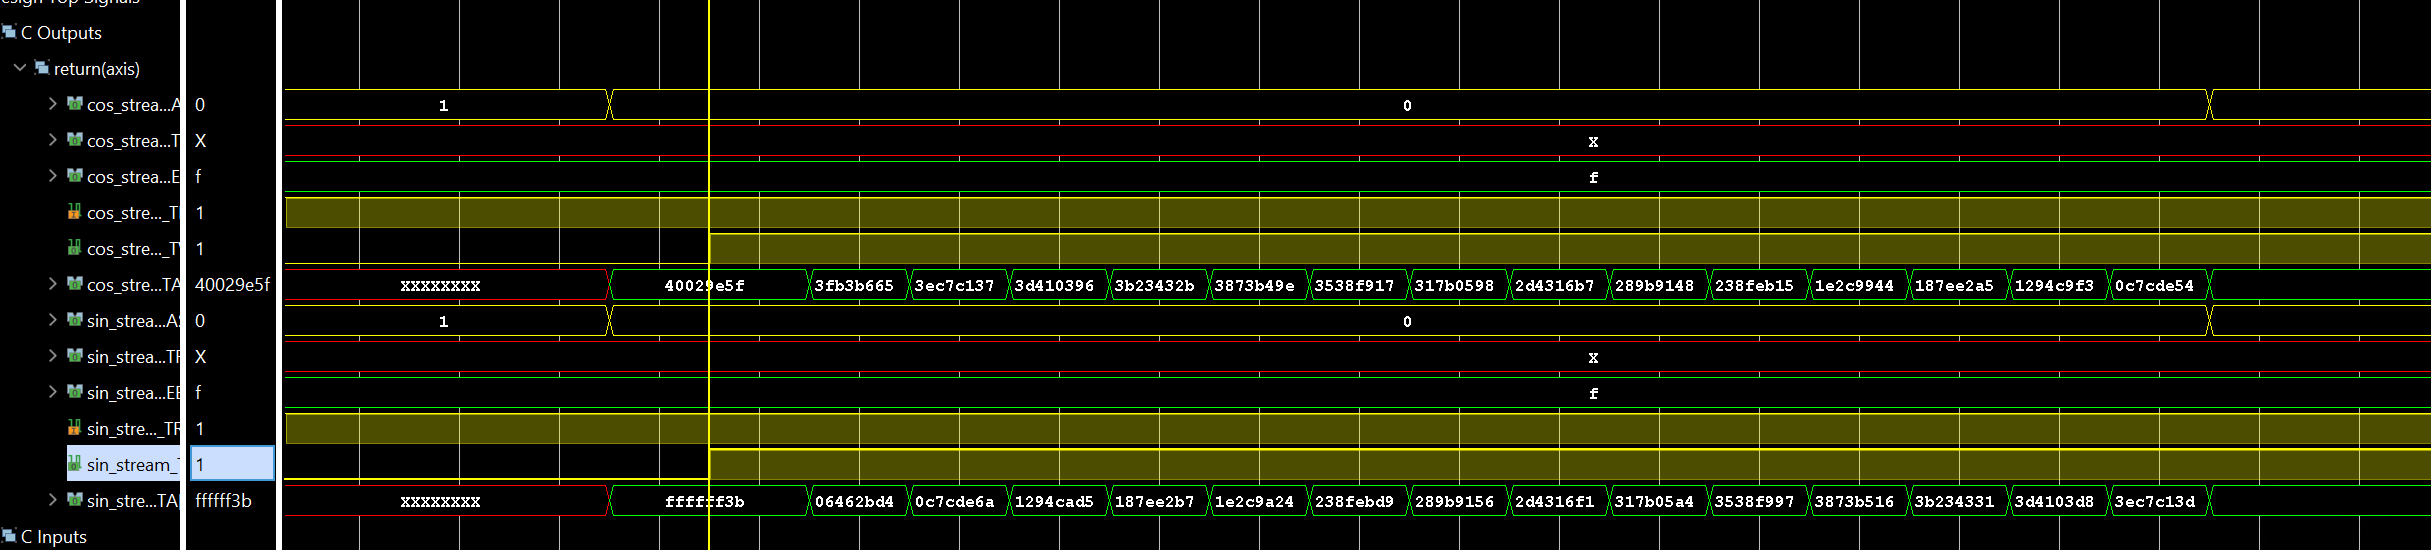 esign Top Signals
C Outputs
return(axis)
cos_strea...A 0 1 0
cos_strea...T X X
cos_strea...E f f
cos_stre..._T 1
cos_stre..._T 1
cos_stre...TA 40029e5f XXXXXXXX 40029e5f 3fb3b665 3ec7c137 3d410396 3b23432b 3873b49e 3538f917 317b0598 2d4316b7 289b9148 238feb15 1e2c9944 187ee2a5 1294c9f3 0c7cde54
sin_strea...AS 0 1 0
sin_strea...TF X X
sin_strea...EE f f
sin_stre..._TR 1
sin_stream_T 1
sin_stre...TA ffffff3b XXXXXXXX ffffff3b 06462bd4 0c7cde6a 1294cad5 187ee2b7 1e2c9a24 238febd9 289b9156 2d4316f1 317b05a4 3538f997 3873b516 3b234331 3d4103d8 3ec7c13d
C Inputs